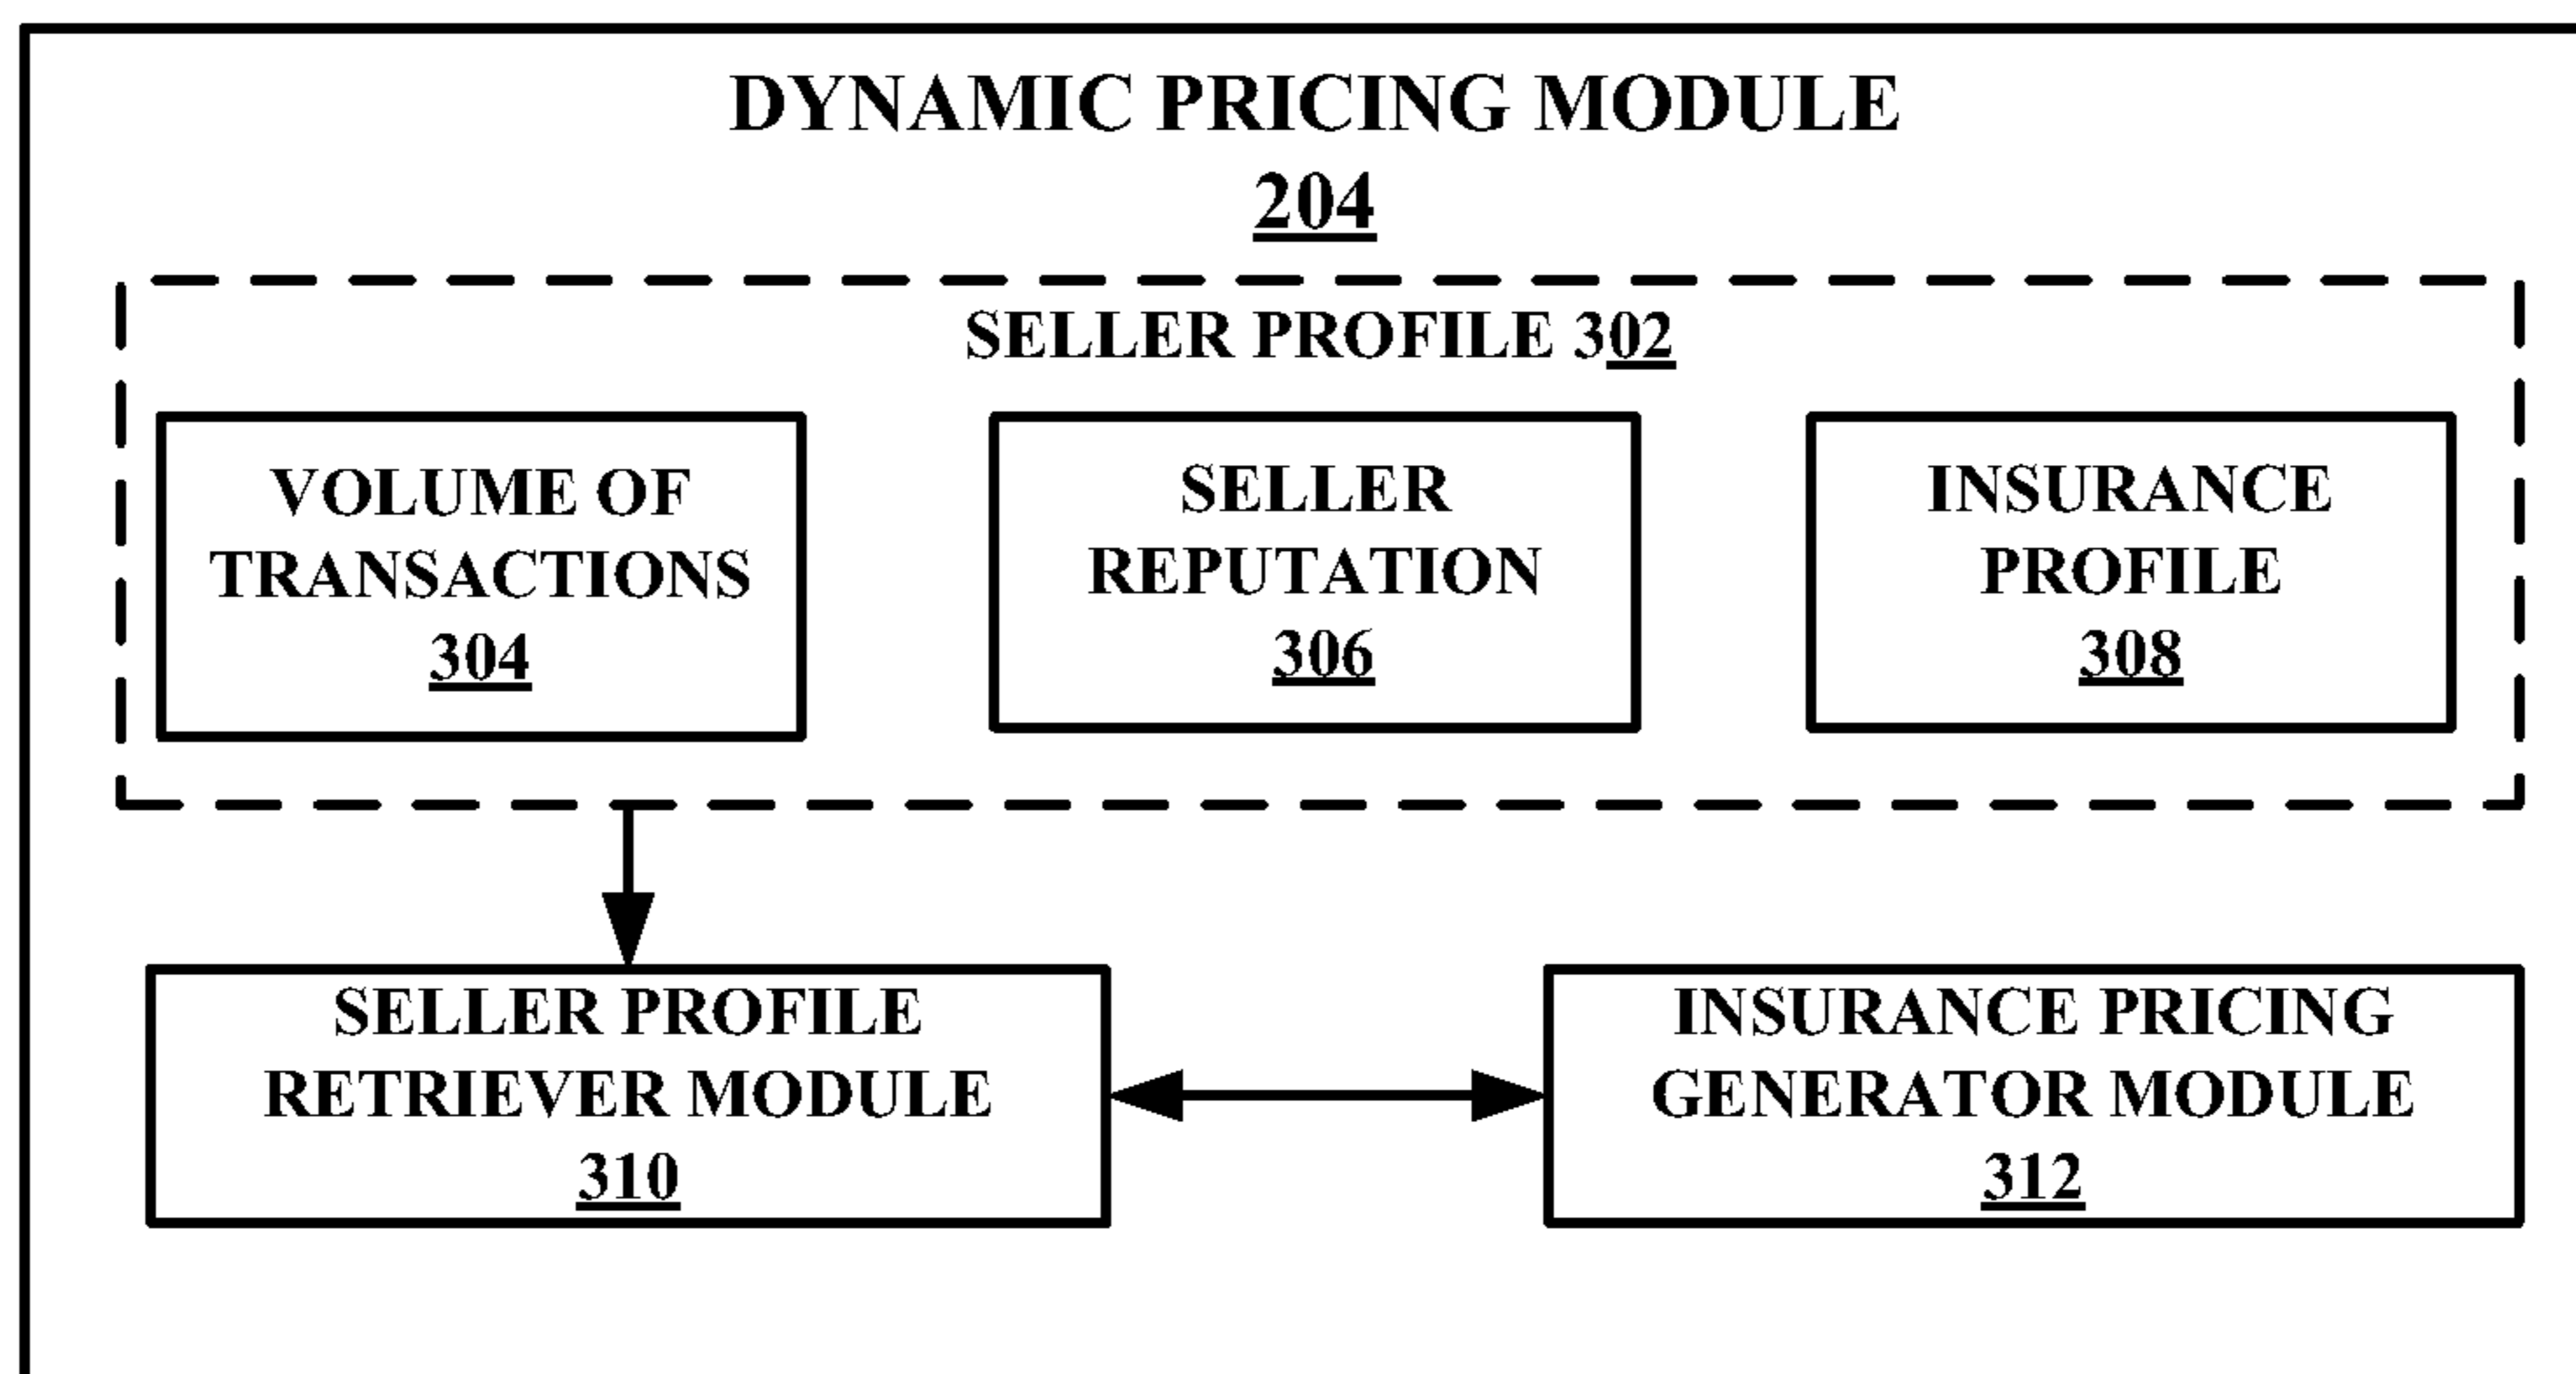 DYNAMIC PRICING MODULE
204
SELLER PROFILE 302
VOLUME OF
TRANSACTIONS
304
SELLER
REPUTATION
306
INSURANCE
PROFILE
308
SELLER PROFILE
RETRIEVER MODULE
310
INSURANCE PRICING
GENERATOR MODULE
312